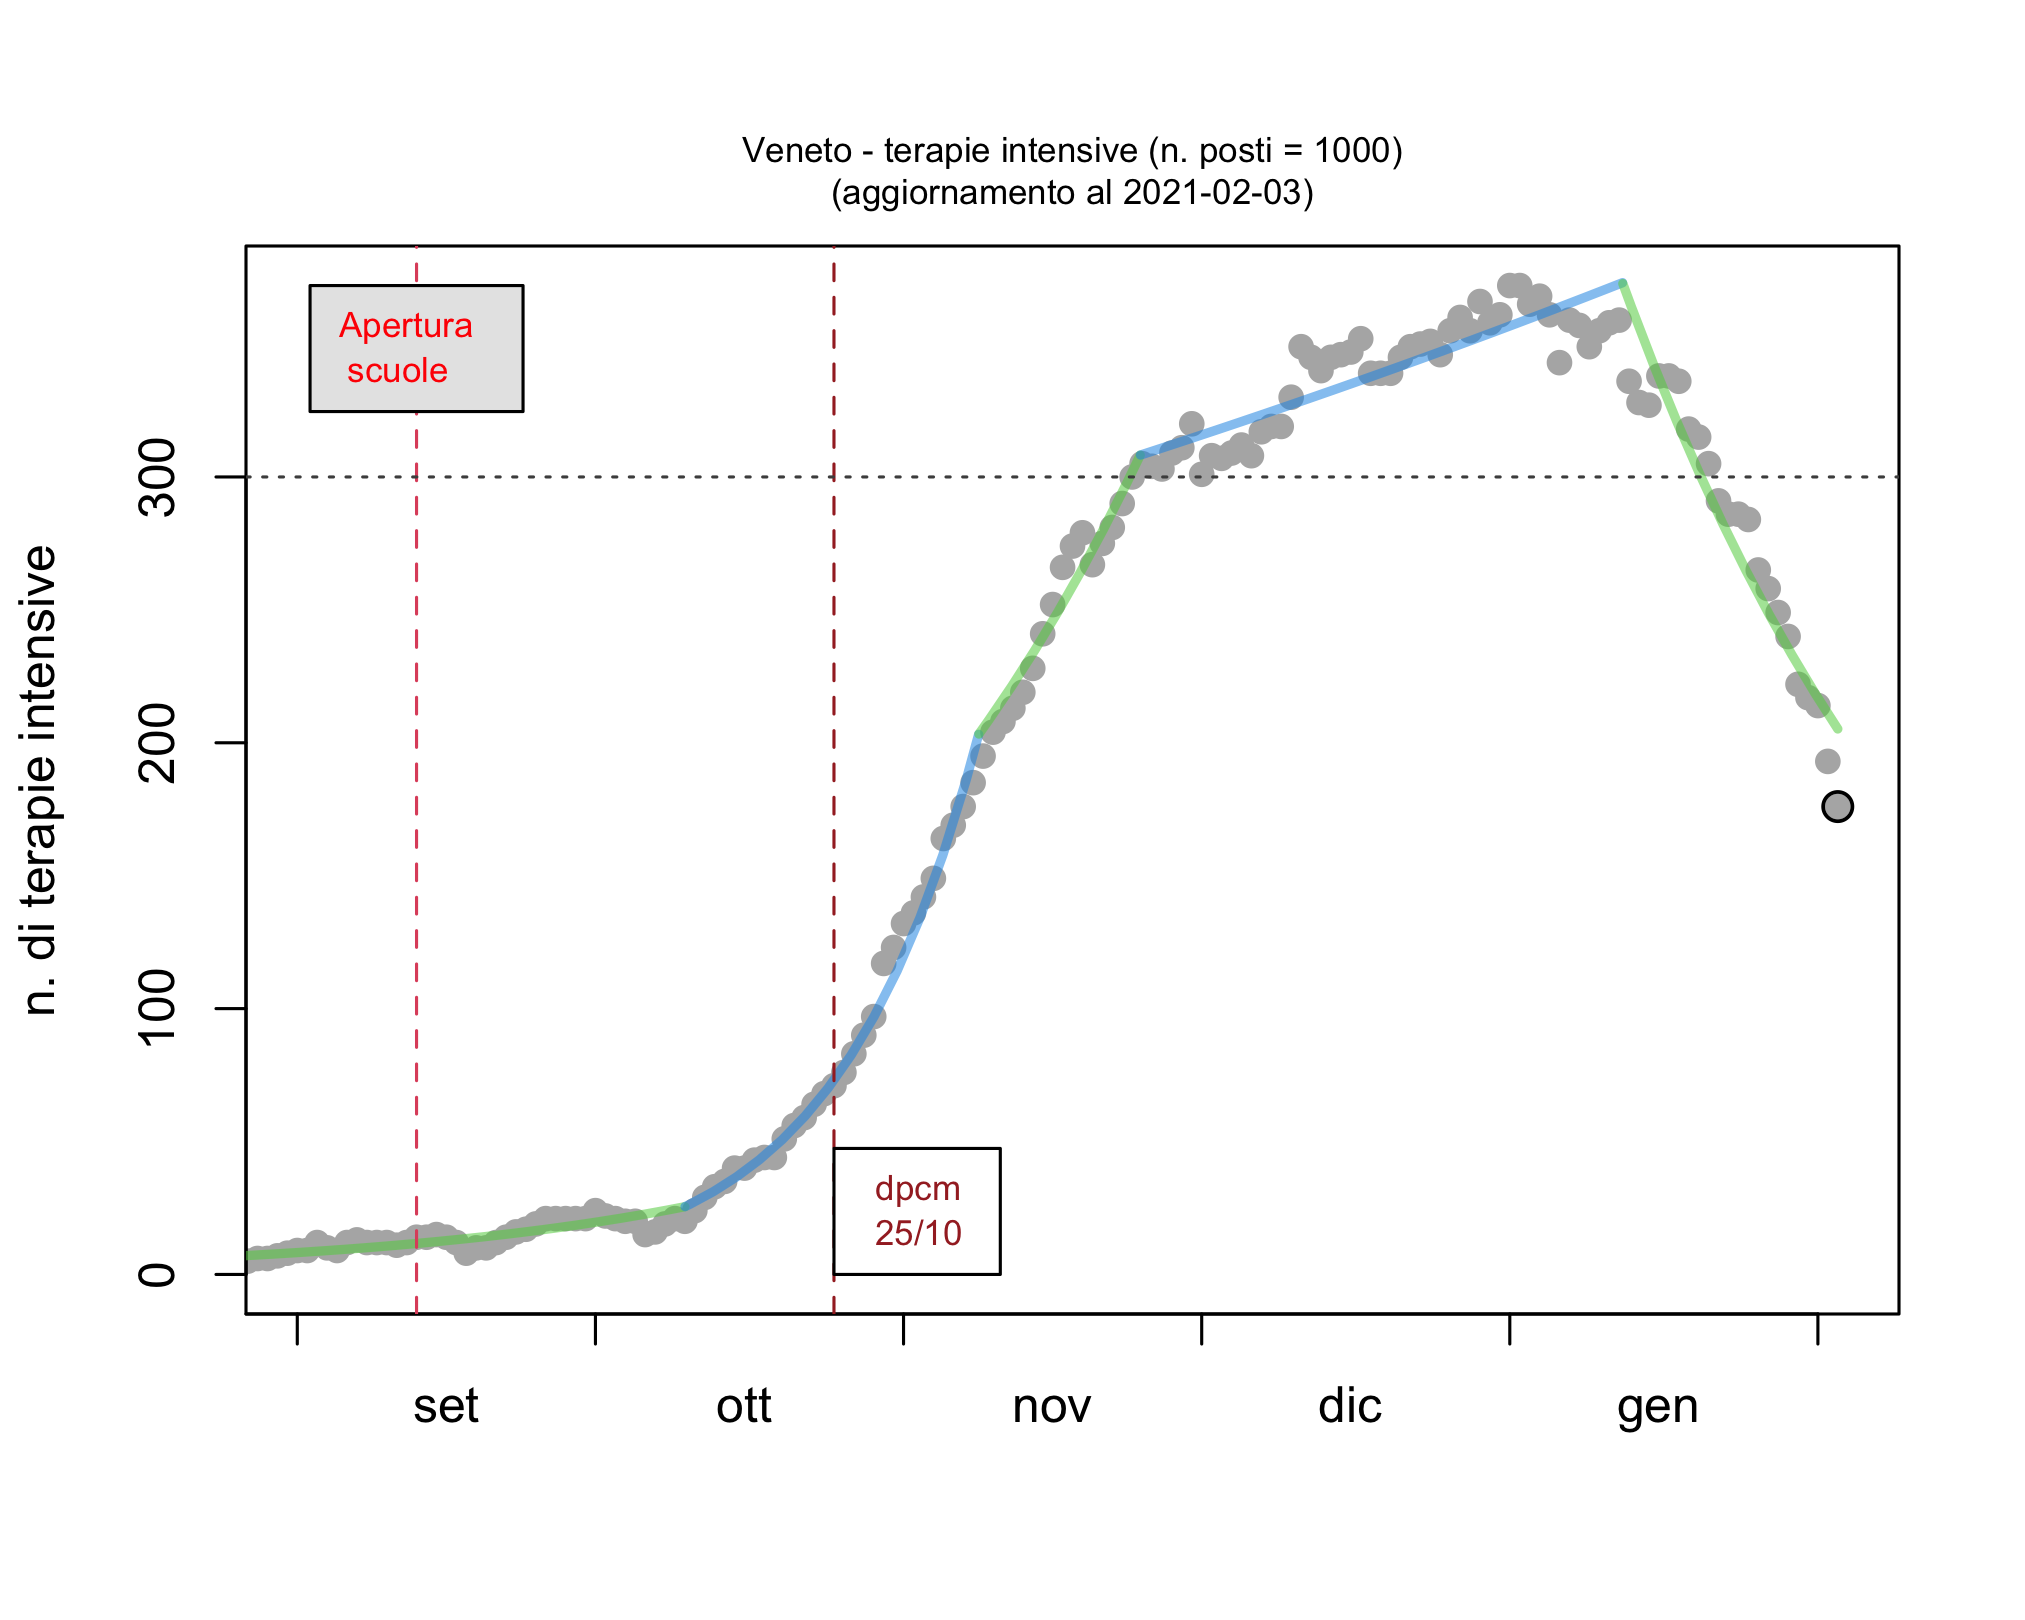 Veneto - terapie intensive (n. posti = 1000)
(aggiornamento al 2021-02-03)
Apertura
scuole
n. di terapie intensive
300
200
100
0
dpcm
25/10
set
ott
nov
dic
gen